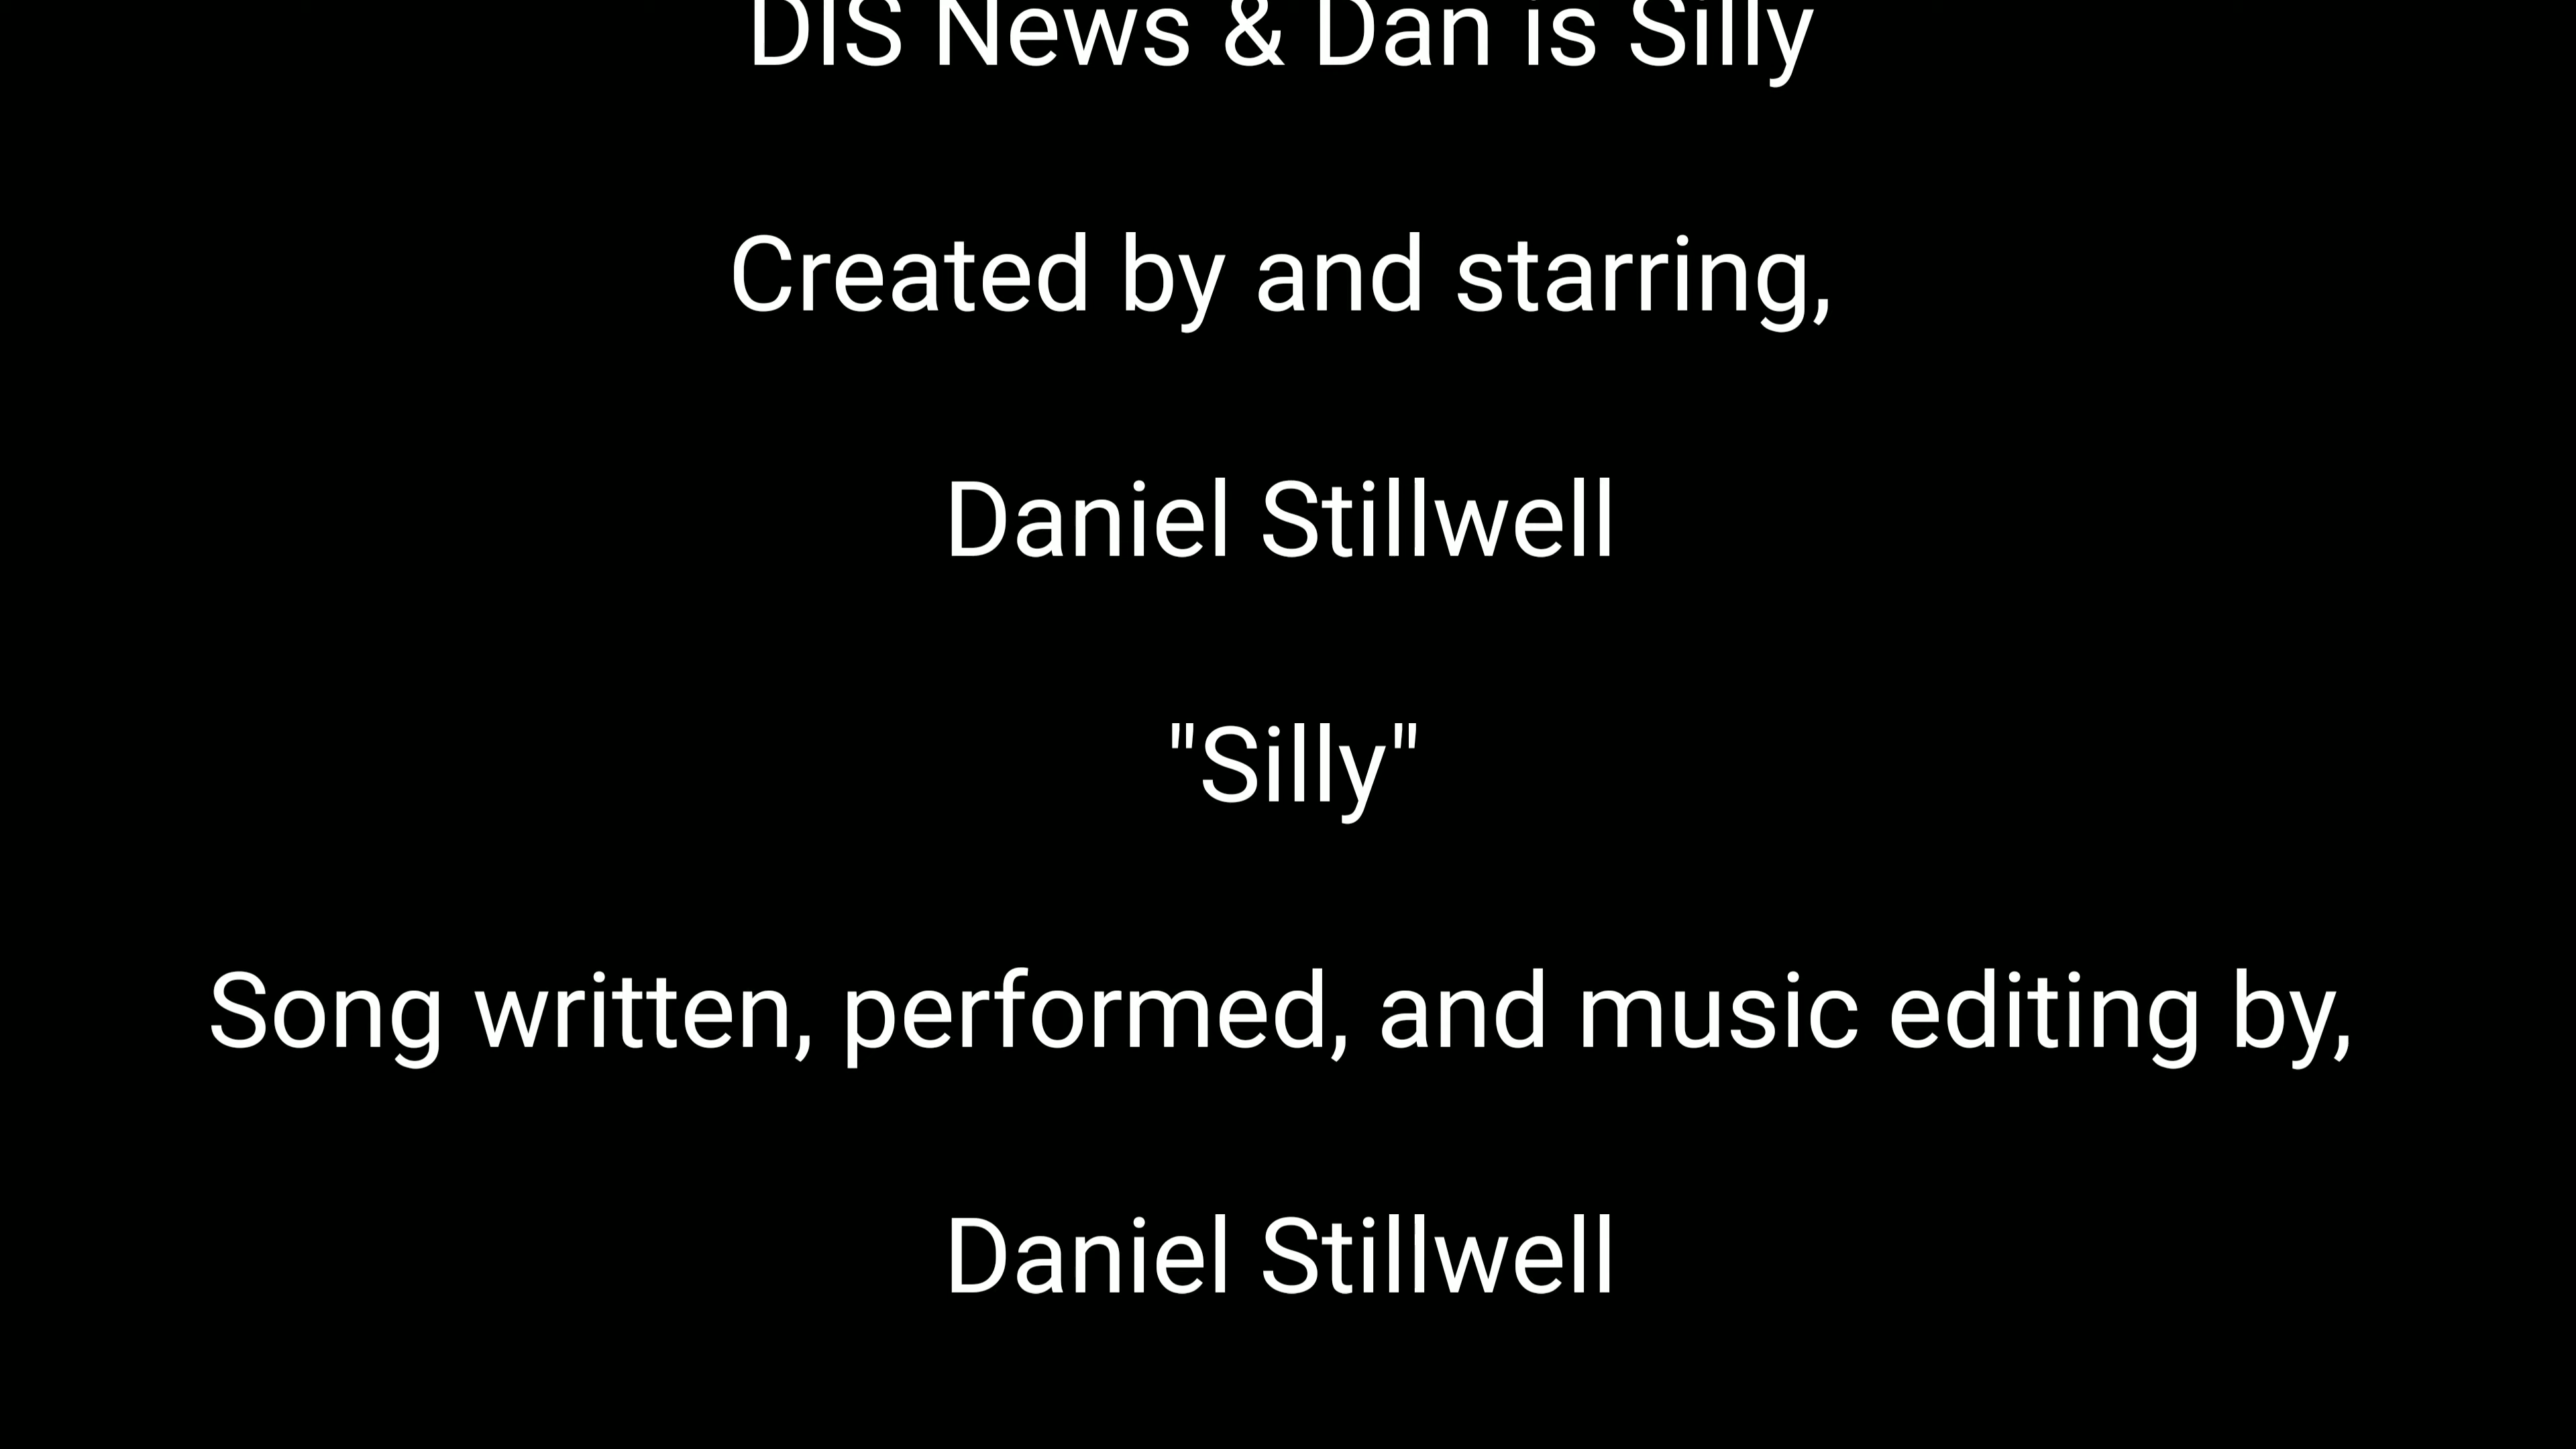 DIS News & Dan is Silly
Created by and starring,
Daniel Stillwell
"Silly"
Song written, performed, and music editing by,
Daniel Stillwell